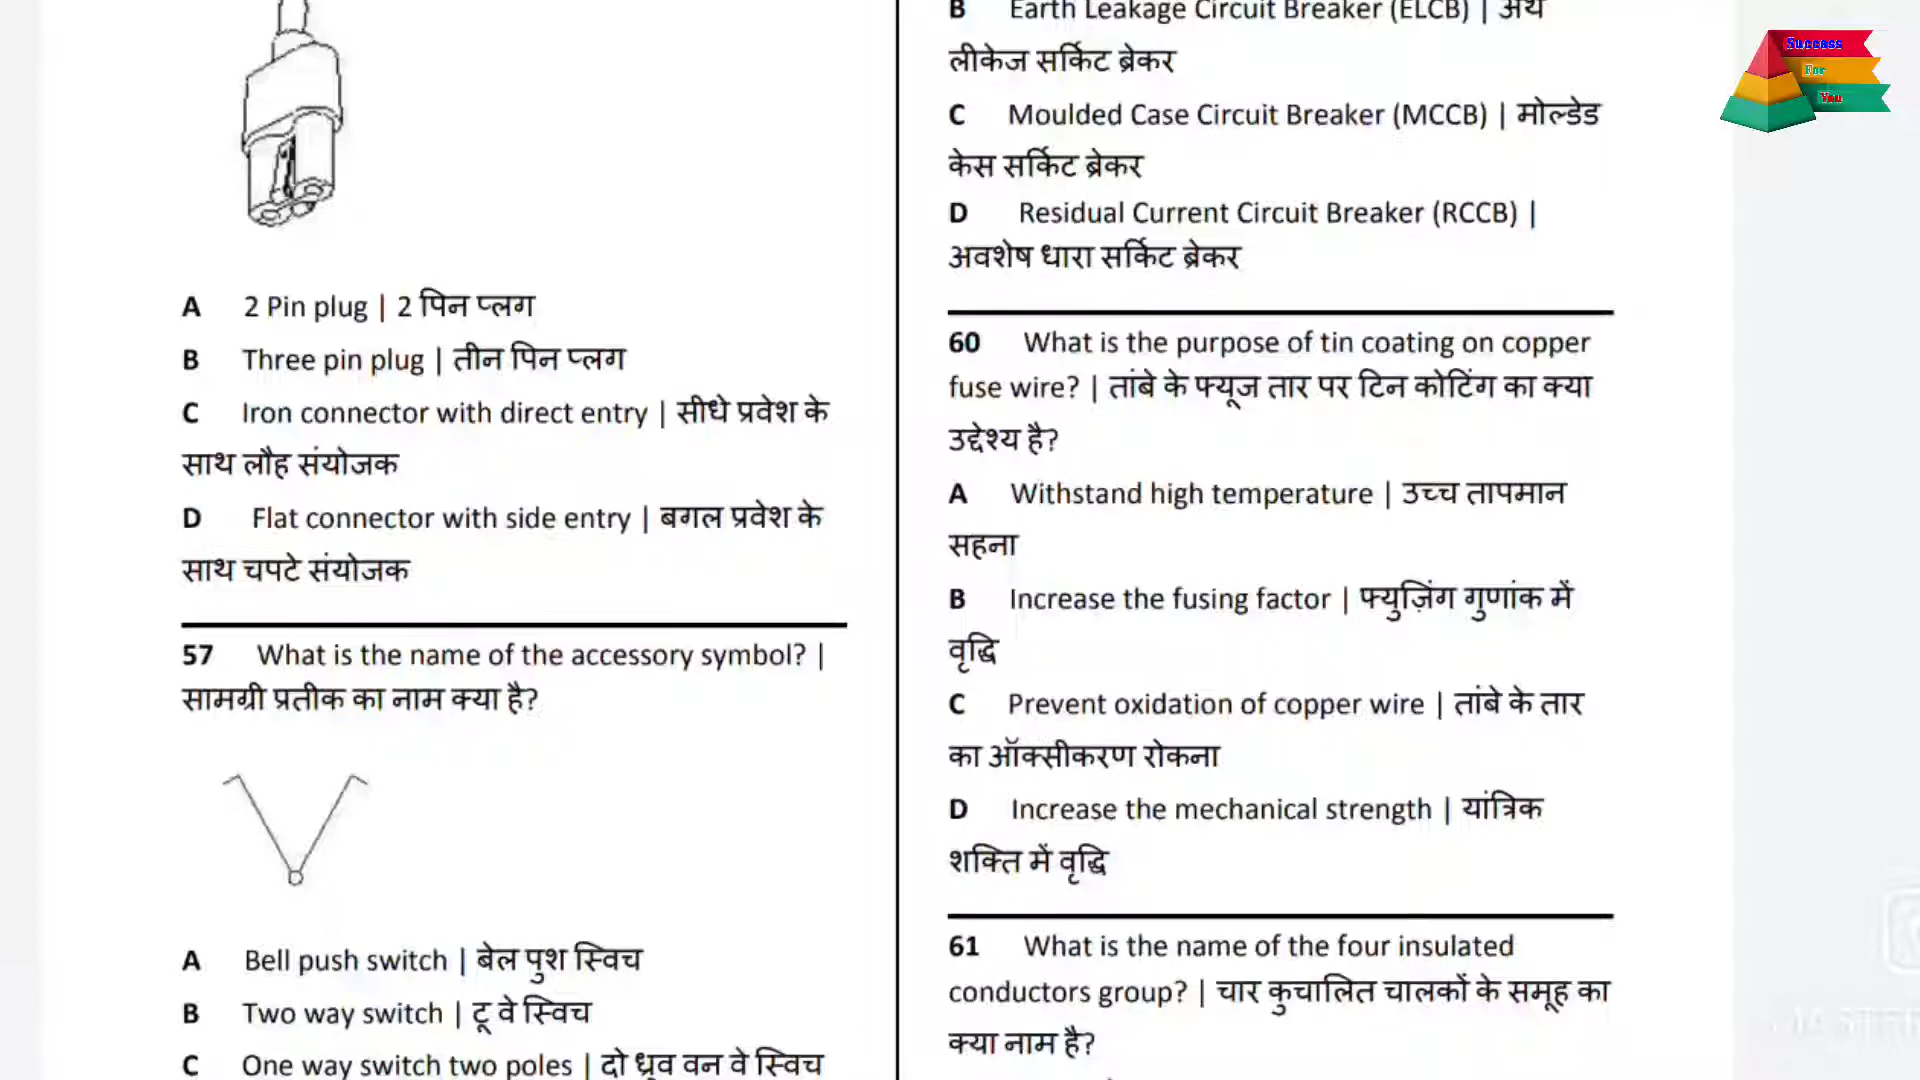 A 2 Pin plug | 2 पिन प्लग
B Three pin plug | तीन पिन प्लग
C Iron connector with direct entry | सीधे प्रवेश के
साथ लौह संयोजक
D Flat connector with side entry | बगल प्रवेश के
साथ चपटे संयोजक
57 What is the name of the accessory symbol? |
सामग्री प्रतीक का नाम क्या है?
A Bell push switch | बेल पुश स्विच
B Two way switch | टू वे स्विच
C One way switch two poles | दो ध्रुव वन वे स्विच
B Earth Leakage Circuit Breaker (ELCB) | अर्थ
लीकेज सर्किट ब्रेकर
C Moulded Case Circuit Breaker (MCCB) | मोल्डेड
केस सर्किट ब्रेकर
D Residual Current Circuit Breaker (RCCB) |
अवशेष धारा सर्किट ब्रेकर
60 What is the purpose of tin coating on copper
fuse wire? | तांबे के फ्यूज तार पर टिन कोटिंग का क्या
उद्देश्य है?
A Withstand high temperature | उच्च तापमान
सहना
B Increase the fusing factor | फ्युज़िंग गुणांक में
वृद्धि
C Prevent oxidation of copper wire | तांबे के तार
का ऑक्सीकरण रोकना
D Increase the mechanical strength | यांत्रिक
शक्ति में वृद्धि
61 What is the name of the four insulated
conductors group? | चार कुचालित चालकों के समूह का
क्या नाम है?
Success
For
You